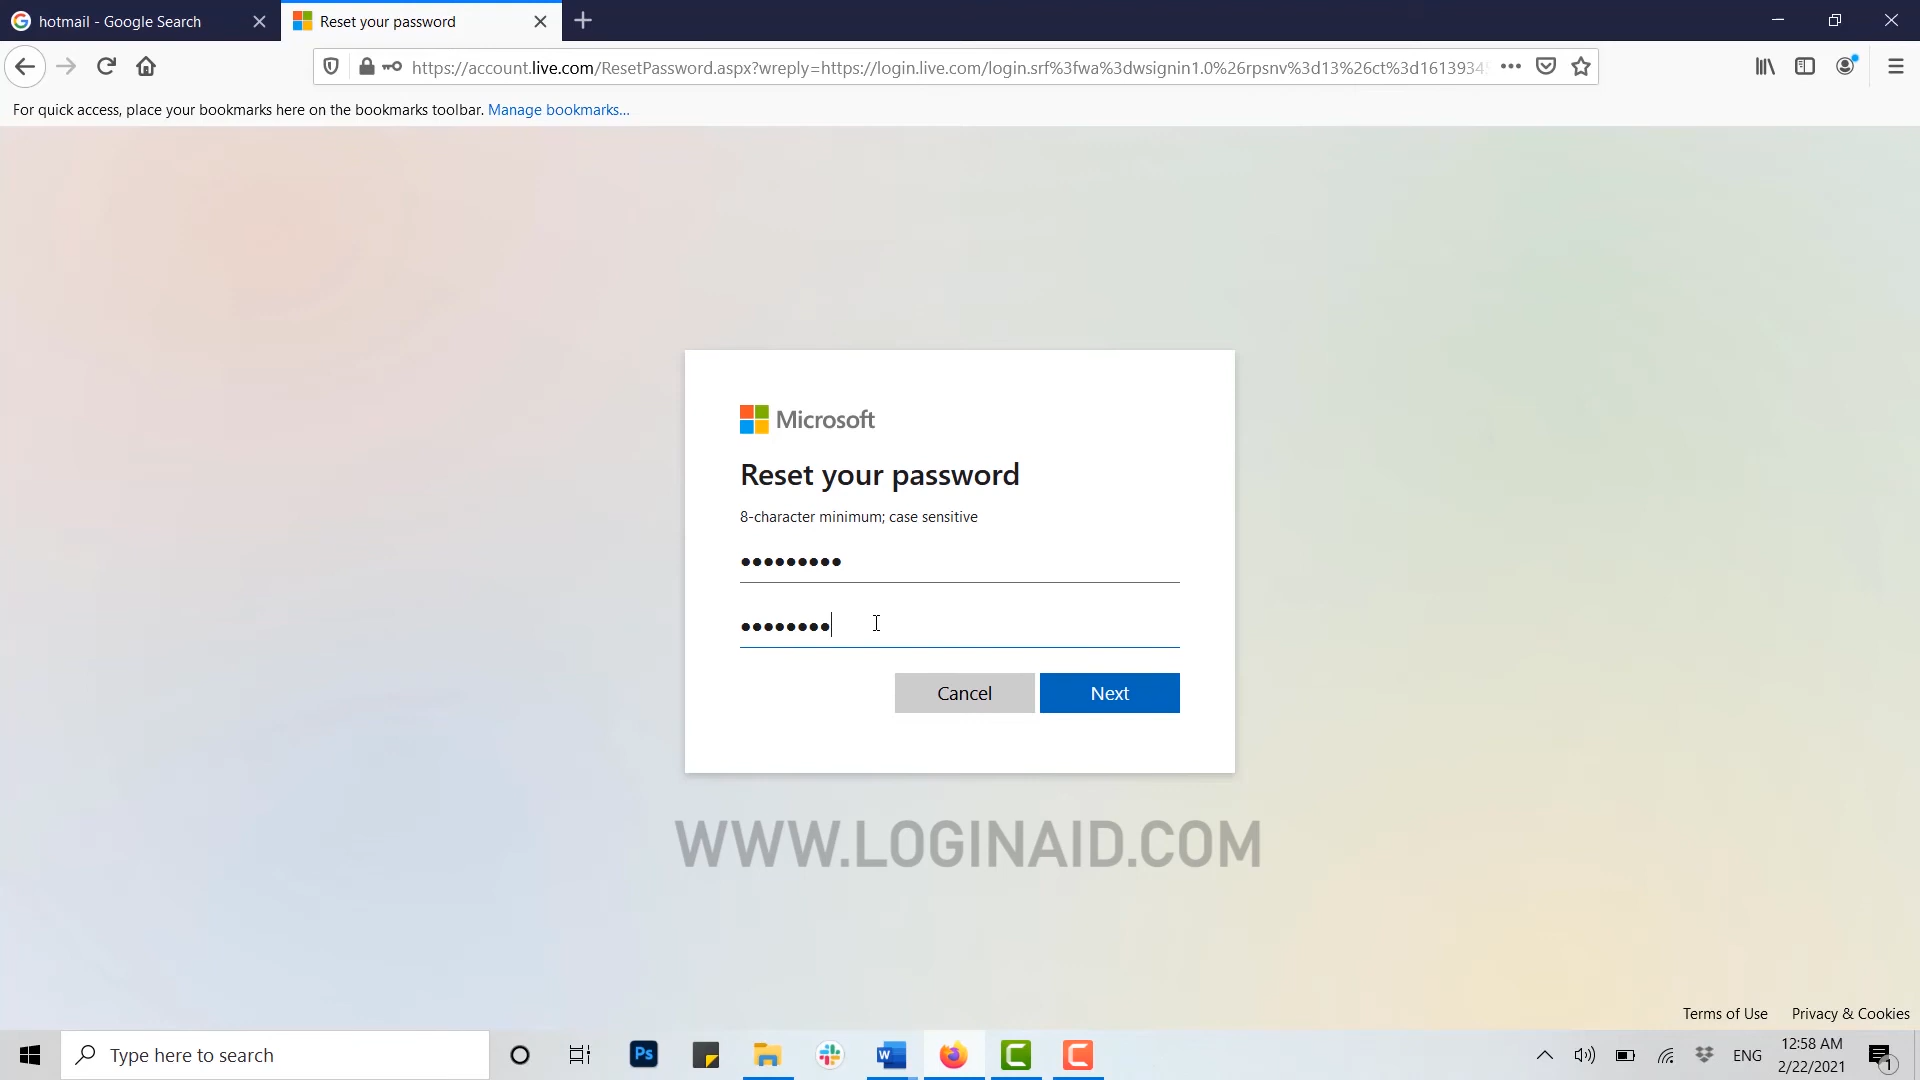 hotmail - Google Search
Reset your password
https://account.live.com/ResetPassword.aspx?wreply=https://login.live.com/login.srf%3fwa%3dwsignin1.0%26rpsnv%3d13%26ct%3d1613934
For quick access, place your bookmarks here on the bookmarks toolbar. Manage bookmarks...
Microsoft
Reset your password
8-character minimum; case sensitive
●●●●●●●●●
●●●●●●●●
Cancel
Next
WWW.LOGINAID.COM
Terms of Use
Privacy & Cookies
Type here to search
Ps
W
ENG
12:58 AM
2/22/2021
1